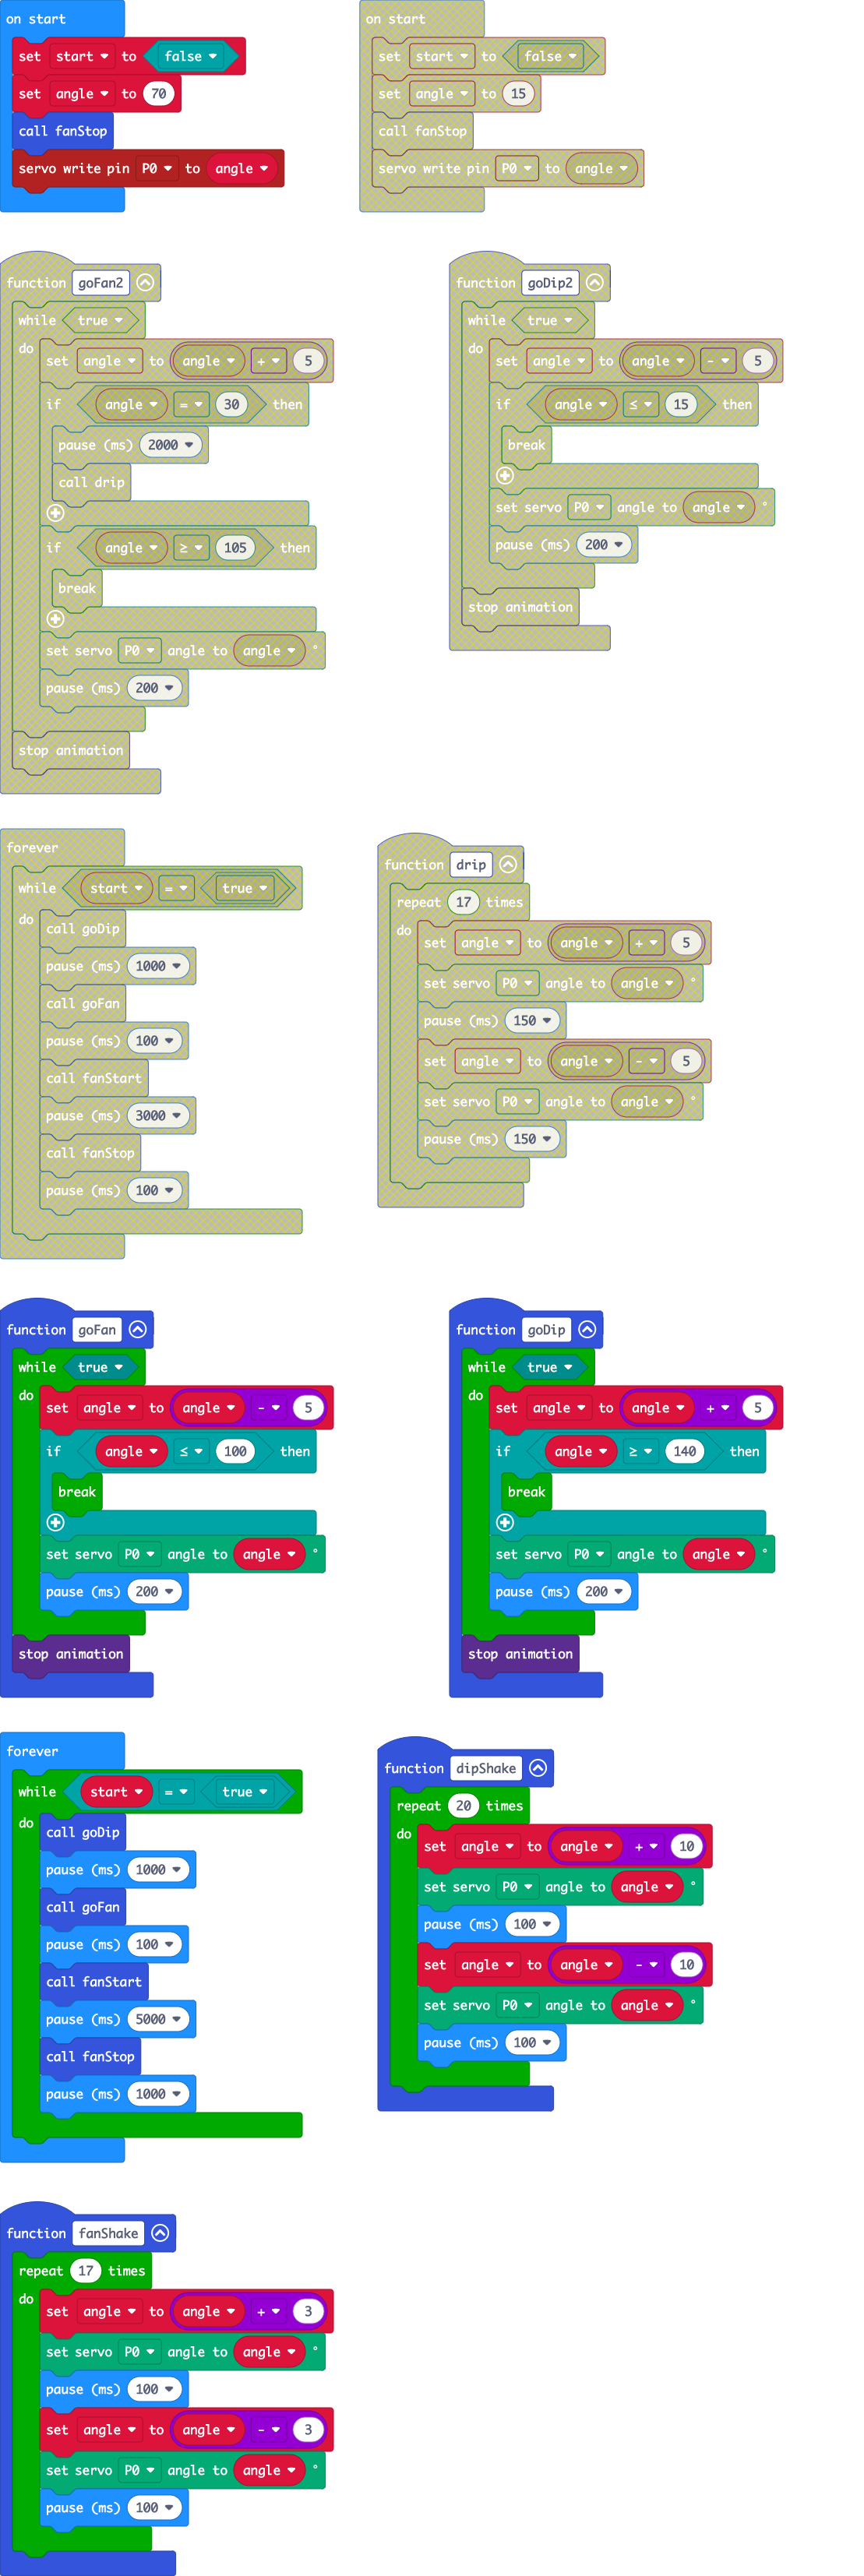 on start
set start to false
set angle to 70
call fanStop
servo write pin P0 to angle
on start
set start to false
set angle to 15
call fanStop
servo write pin P0 to angle
function goFan2
while true
do set angle to angle + 5
if angle = 30 then
pause (ms) 2000
call drip
if angle ≥ 105 then
break
set servo P0 angle to angle °
pause (ms) 200
stop animation
function goDip2
while true
do set angle to angle - 5
if angle ≤ 15 then
break
set servo P0 angle to angle °
pause (ms) 200
stop animation
forever
while start = true
do call goDip
pause (ms) 1000
call goFan
pause (ms) 100
call fanStart
pause (ms) 3000
call fanStop
pause (ms) 100
function drip
repeat 17 times
do set angle to angle + 5
set servo P0 angle to angle °
pause (ms) 150
set angle to angle - 5
set servo P0 angle to angle °
pause (ms) 150
function goFan
while true
do set angle to angle - 5
if angle ≤ 100 then
break
set servo P0 angle to angle °
pause (ms) 200
stop animation
function goDip
while true
do set angle to angle + 5
if angle ≥ 140 then
break
set servo P0 angle to angle °
pause (ms) 200
stop animation
forever
while start = true
do call goDip
pause (ms) 1000
call goFan
pause (ms) 100
call fanStart
pause (ms) 5000
call fanStop
pause (ms) 1000
function dipShake
repeat 20 times
do set angle to angle + 10
set servo P0 angle to angle °
pause (ms) 100
set angle to angle - 10
set servo P0 angle to angle °
pause (ms) 100
function fanShake
repeat 17 times
do set angle to angle + 3
set servo P0 angle to angle °
pause (ms) 100
set angle to angle - 3
set servo P0 angle to angle °
pause (ms) 100